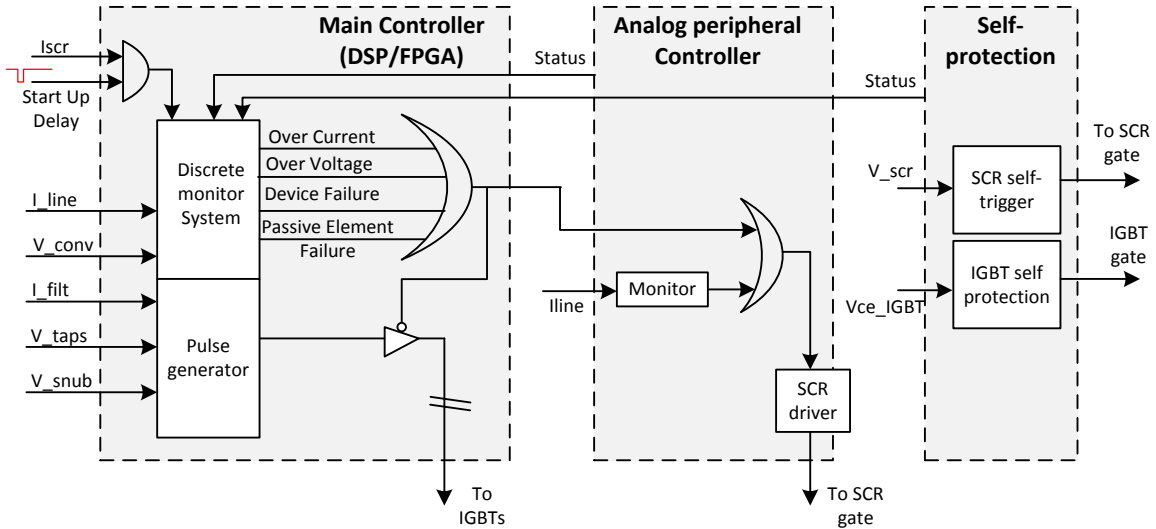 Main Controller
(DSP/FPGA)
Analog peripheral
Controller
Self-
protection
Iscr
Start Up
Delay
Status
Status
Over Current
Over Voltage
Device Failure
Passive Element
Failure
Discrete
monitor
System
I_line
V_conv
I_filt
V_taps
V_snub
Pulse
generator
To
IGBTs
Iline
Monitor
SCR
driver
To SCR
gate
V_scr
SCR self-
trigger
To SCR
gate
Vce_IGBT
IGBT self
protection
IGBT
gate